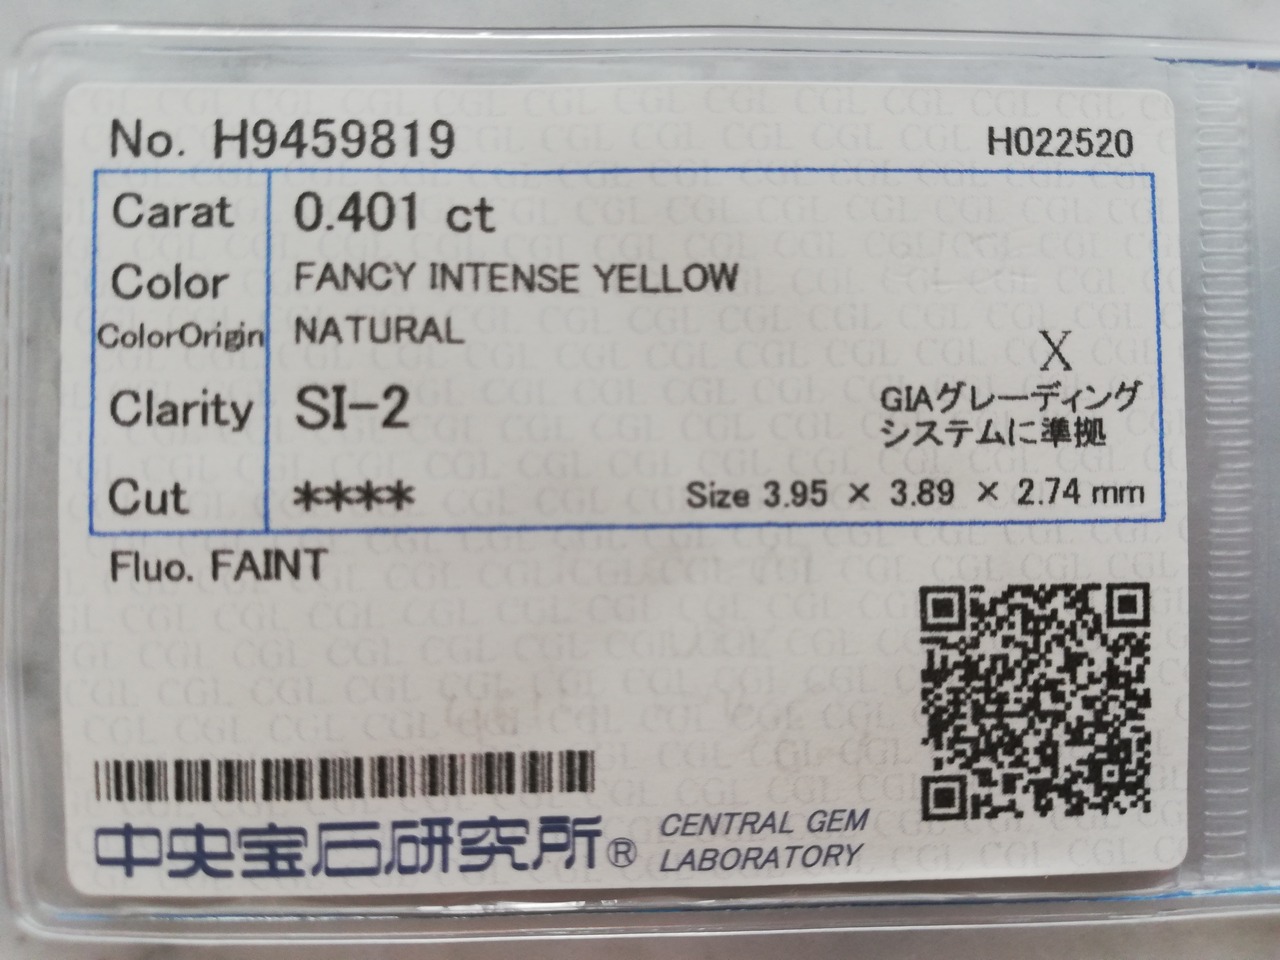 No. H9459819
H022520
Carat 0.401 ct
Color FANCY INTENSE YELLOW
ColorOrigin NATURAL
X
Clarity SI-2
GIAグレーディング
システムに準拠
Cut ****
Size 3.95 × 3.89 × 2.74 mm
Fluo. FAINT
中央宝石研究所®
CENTRAL GEM
LABORATORY